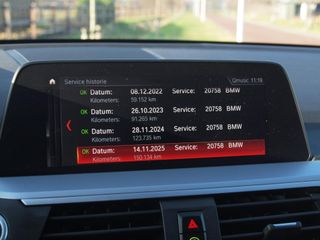 Service historie
Qmusic 11:19
OK Datum: 08.12.2022 Service: 20758 BMW
Kilometers: 59.152 km
OK Datum: 26.10.2023 Service: 20758 BMW
Kilometers: 91.265 km
OK Datum: 28.11.2024 Service: 20758 BMW
Kilometers: 123.735 km
OK Datum: 14.11.2025 Service: 20758 BMW
Kilometers: 150.134 km